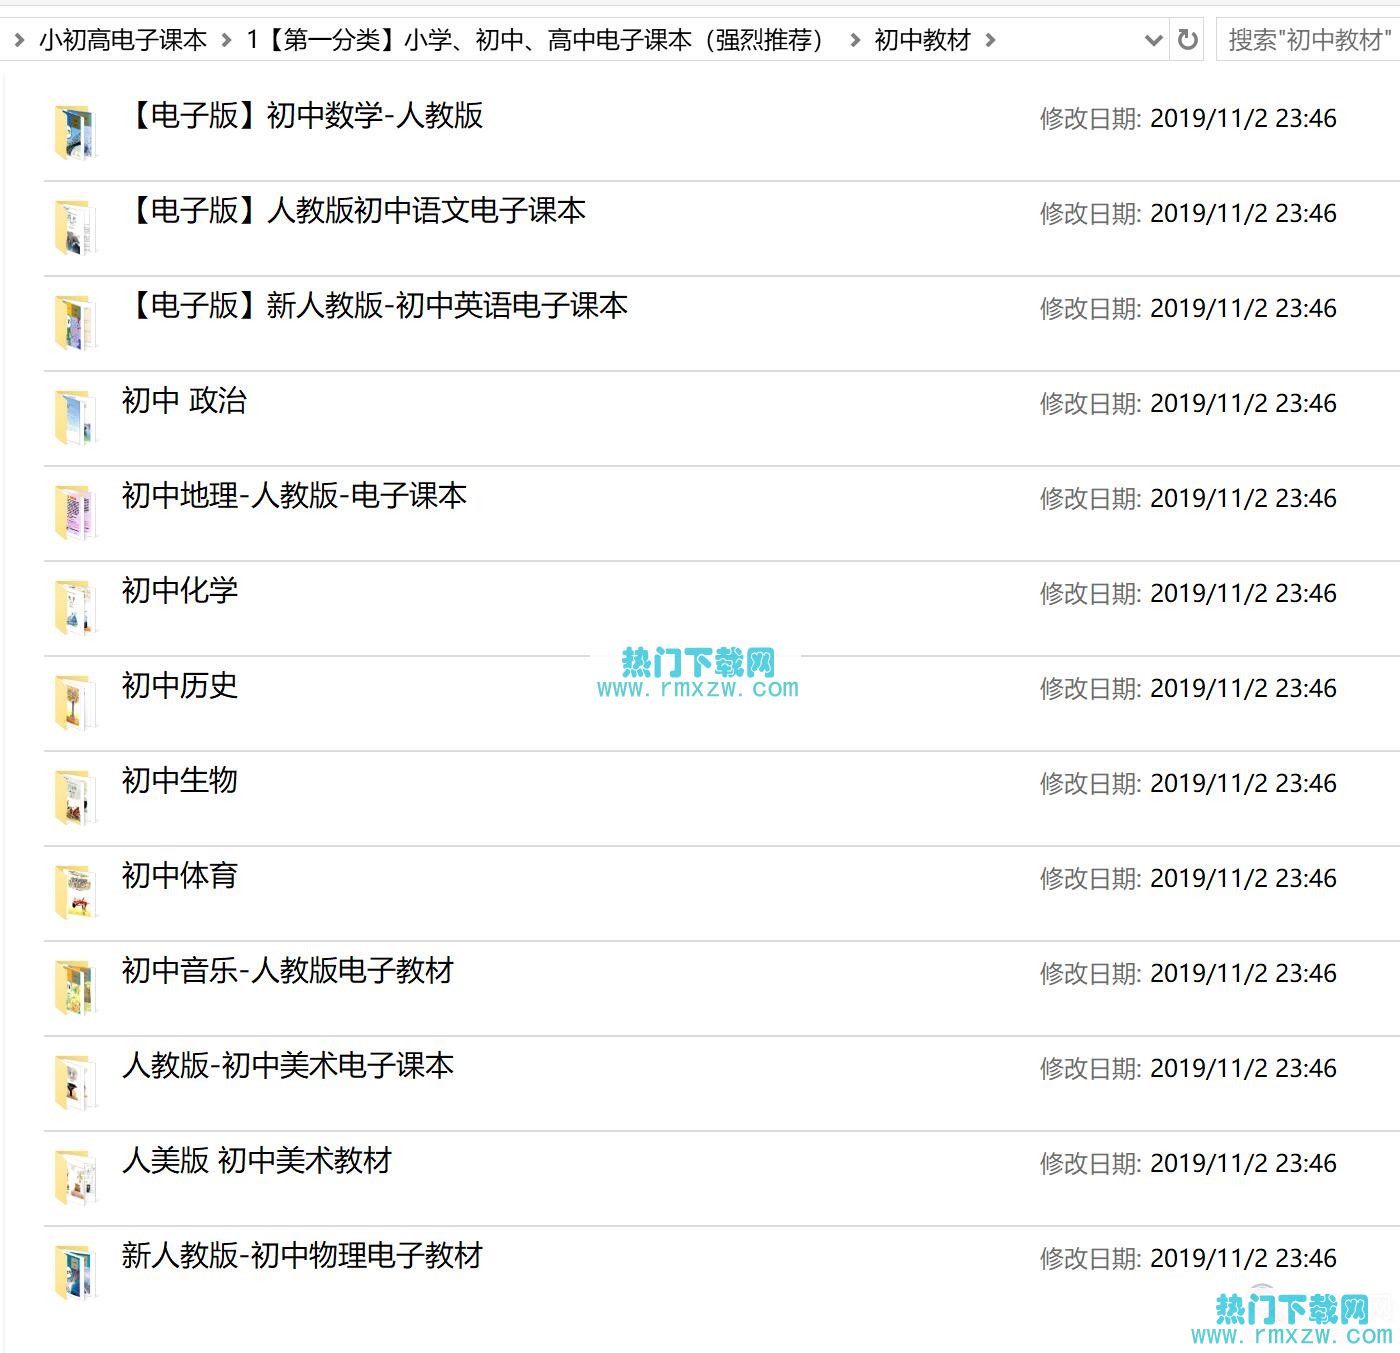 小初高电子课本 > 1【第一分类】小学、初中、高中电子课本（强烈推荐） > 初中教材 > 搜索"初中教材"
【电子版】初中数学-人教版 修改日期: 2019/11/2 23:46
【电子版】人教版初中语文电子课本 修改日期: 2019/11/2 23:46
【电子版】新人教版-初中英语电子课本 修改日期: 2019/11/2 23:46
初中 政治 修改日期: 2019/11/2 23:46
初中地理-人教版-电子课本 修改日期: 2019/11/2 23:46
初中化学 修改日期: 2019/11/2 23:46
热门下载网
www.rmxzw.com
初中历史 修改日期: 2019/11/2 23:46
初中生物 修改日期: 2019/11/2 23:46
初中体育 修改日期: 2019/11/2 23:46
初中音乐-人教版电子教材 修改日期: 2019/11/2 23:46
人教版-初中美术电子课本 修改日期: 2019/11/2 23:46
人美版 初中美术教材 修改日期: 2019/11/2 23:46
新人教版-初中物理电子教材 修改日期: 2019/11/2 23:46
热门下载网
www.rmxzw.com